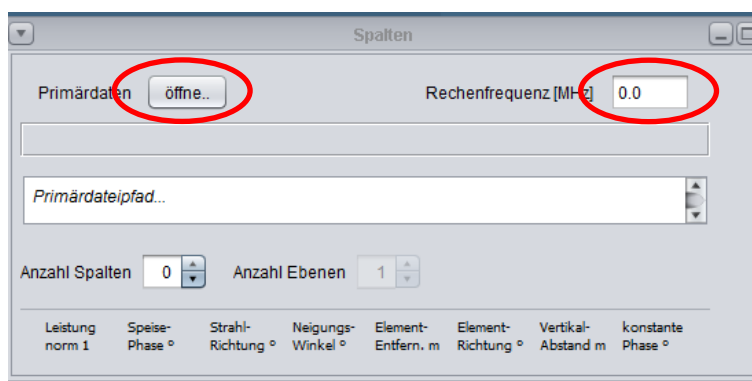 Spalten
Primärdaten öffne.. Rechenfrequenz [MHz] 0.0
Primärdateipfad...
Anzahl Spalten 0 Anzahl Ebenen 1
Leistung Speise- Strahl- Neigungs- Element- Element- Vertikal- konstante
norm 1 Phase º Richtung º Winkel º Entfern. m Richtung º Abstand m Phase º